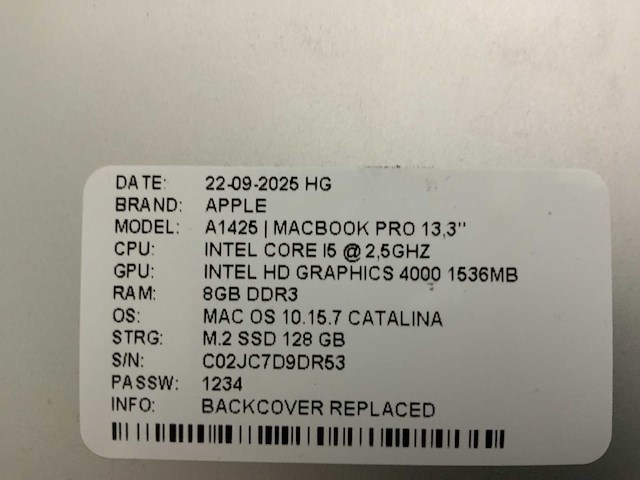 DATE: 22-09-2025 HG
BRAND: APPLE
MODEL: A1425 | MACBOOK PRO 13,3"
CPU: INTEL CORE I5 @ 2,5GHZ
GPU: INTEL HD GRAPHICS 4000 1536MB
RAM: 8GB DDR3
OS: MAC OS 10.15.7 CATALINA
STRG: M.2 SSD 128 GB
S/N: C02JC7D9DR53
PASSW: 1234
INFO: BACKCOVER REPLACED